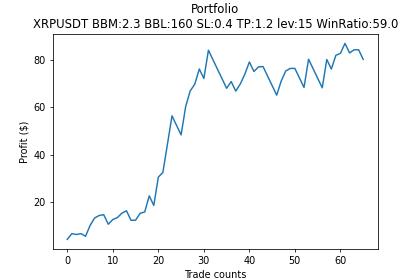 Portfolio
XRPUSDT BBM:2.3 BBL:160 SL:0.4 TP:1.2 lev:15 WinRatio:59.0
80
60
40
20
Profit ($)
0 10 20 30 40 50 60
Trade counts